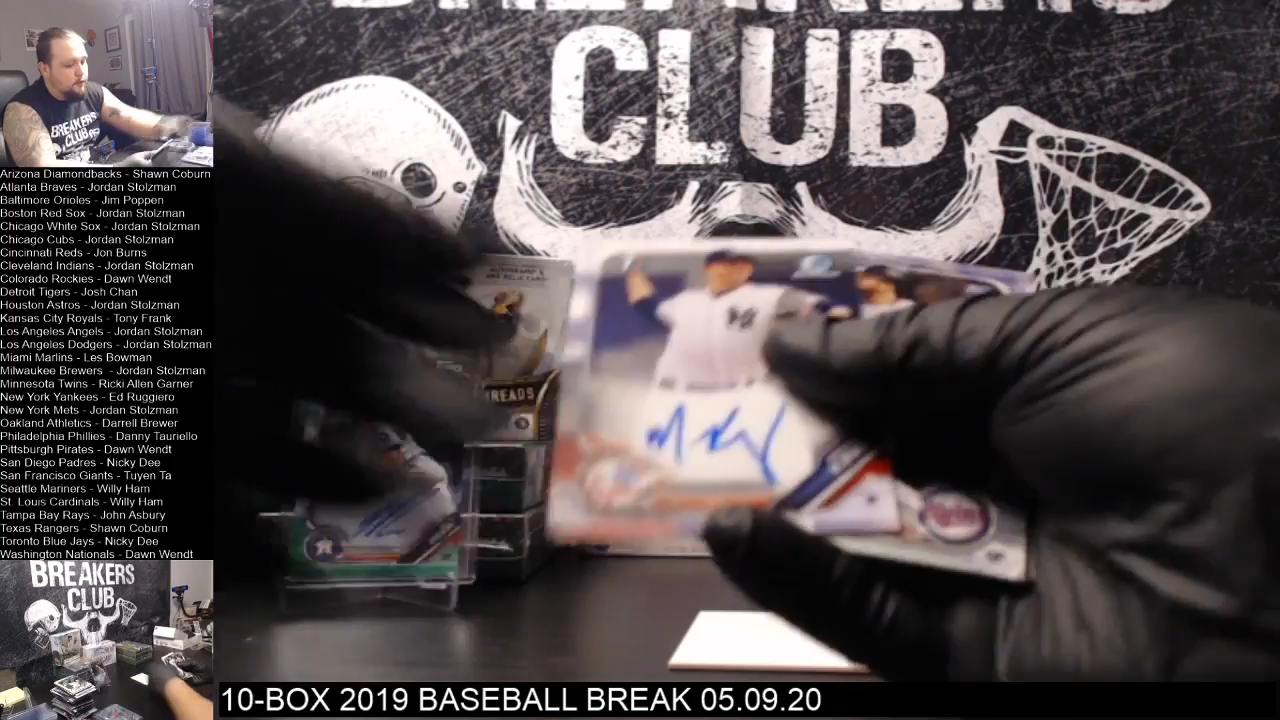 BREAKERS
CLUB
BREAKERS
CLUB
Arizona Diamondbacks - Shawn Coburn
Atlanta Braves - Jordan Stolzman
Baltimore Orioles - Jim Poppen
Boston Red Sox - Jordan Stolzman
Chicago White Sox - Jordan Stolzman
Chicago Cubs - Jordan Stolzman
Cincinnati Reds - Jon Burns
Cleveland Indians - Jordan Stolzman
Colorado Rockies - Dawn Wendt
Detroit Tigers - Josh Chan
Houston Astros - Jordan Stolzman
Kansas City Royals - Tony Frank
Los Angeles Angels - Jordan Stolzman
Los Angeles Dodgers - Jordan Stolzman
Miami Marlins - Les Bowman
Milwaukee Brewers - Jordan Stolzman
Minnesota Twins - Ricki Allen Garner
New York Yankees - Ed Ruggiero
New York Mets - Jordan Stolzman
Oakland Athletics - Darrell Brewer
Philadelphia Phillies - Danny Tauriello
Pittsburgh Pirates - Dawn Wendt
San Diego Padres - Nicky Dee
San Francisco Giants - Tuyen Ta
Seattle Mariners - Willy Ham
St. Louis Cardinals - Willy Ham
Tampa Bay Rays - John Asbury
Texas Rangers - Shawn Coburn
Toronto Blue Jays - Nicky Dee
Washington Nationals - Dawn Wendt
READS
Twins
BREAKERS
CLUB
10-BOX 2019 BASEBALL BREAK 05.09.20